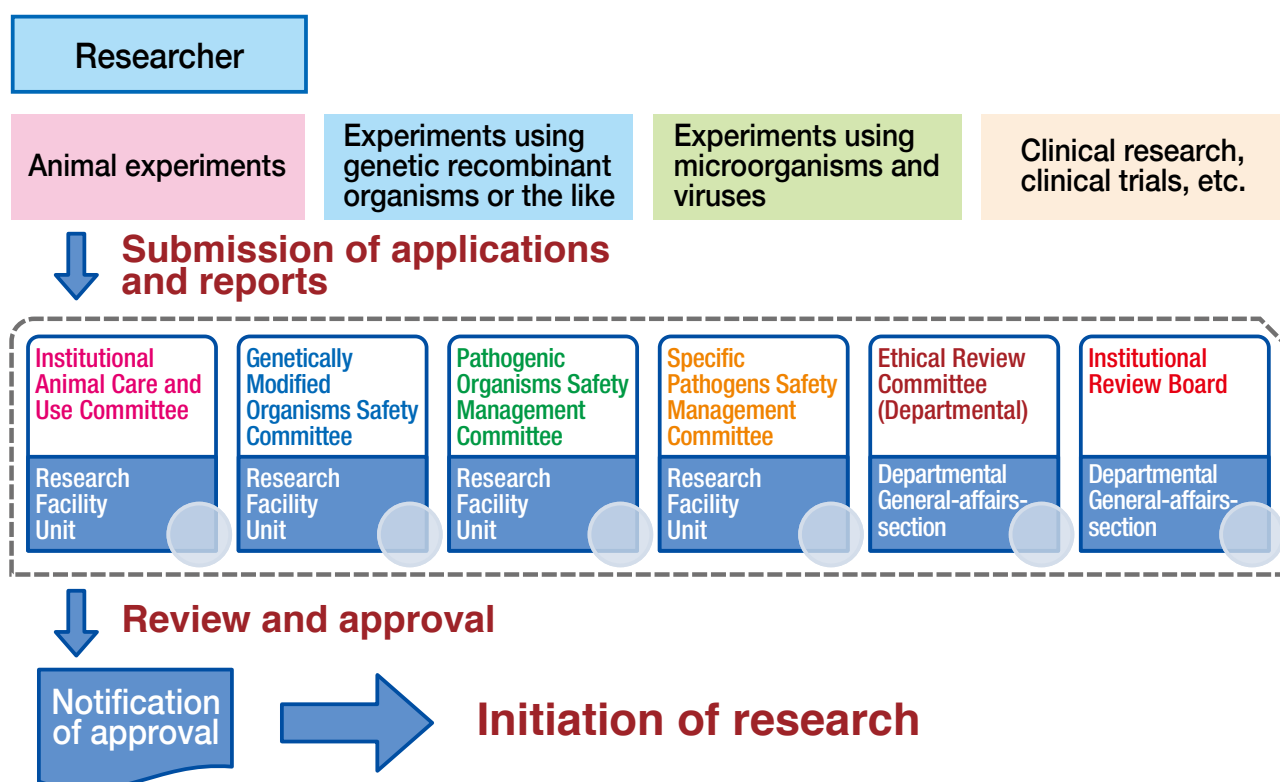 Researcher
Animal experiments
Experiments using
genetic recombinant
organisms or the like
Experiments using
microorganisms and
viruses
Clinical research,
clinical trials, etc.
Submission of applications
and reports
Institutional
Animal Care and
Use Committee
Research
Facility
Unit
Genetically
Modified
Organisms Safety
Committee
Research
Facility
Unit
Pathogenic
Organisms Safety
Management
Committee
Research
Facility
Unit
Specific
Pathogens Safety
Management
Committee
Research
Facility
Unit
Ethical Review
Committee
(Departmental)
Departmental
General-affairs-
section
Institutional
Review Board
Departmental
General-affairs-
section
Review and approval
Notification
of approval
Initiation of research